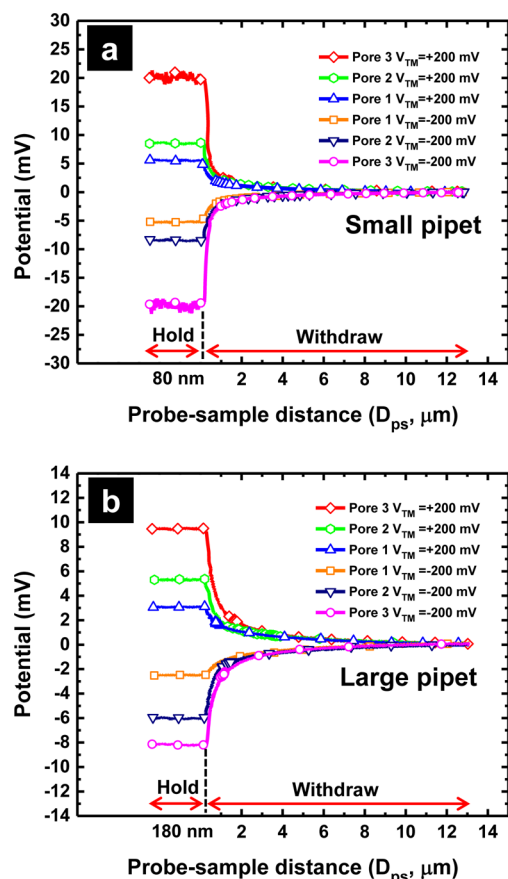 a
Pore 3 V_TM=+200 mV
Pore 2 V_TM=+200 mV
Pore 1 V_TM=+200 mV
Pore 1 V_TM=-200 mV
Pore 2 V_TM=-200 mV
Pore 3 V_TM=-200 mV
30
25
20
15
10
5
0
-5
-10
-15
-20
-25
-30
Potential (mV)
Small pipet
Hold
Withdraw
80 nm 2 4 6 8 10 12 14
Probe-sample distance (D_ps, μm)
b
Pore 3 V_TM=+200 mV
Pore 2 V_TM=+200 mV
Pore 1 V_TM=+200 mV
Pore 1 V_TM=-200 mV
Pore 2 V_TM=-200 mV
Pore 3 V_TM=-200 mV
14
12
10
8
6
4
2
0
-2
-4
-6
-8
-10
-12
-14
Potential (mV)
Large pipet
Hold
Withdraw
180 nm 2 4 6 8 10 12 14
Probe-sample distance (D_ps, μm)